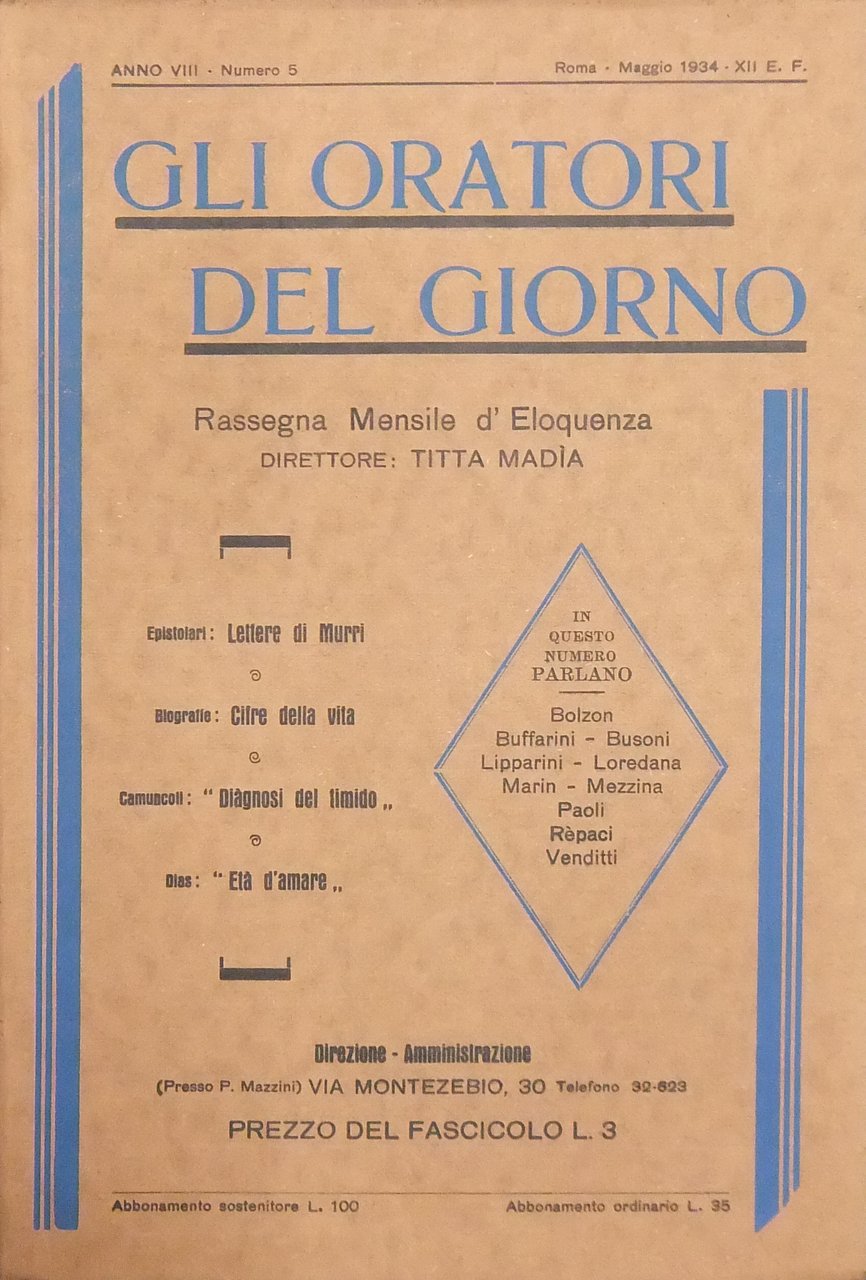 ANNO VIII - Numero 5
Roma - Maggio 1934 - XII E. F.
GLI ORATORI
DEL GIORNO
Rassegna Mensile d' Eloquenza
DIRETTORE: TITTA MADÌA
Epistolari: Lettere di Murri
Biografie: Cifre della vita
Camuncoli: “ Diàgnosi del timido „
Dias: “ Età d'amare „
IN
QUESTO
NUMERO
PARLANO
Bolzon
Buffarini - Busoni
Lipparini - Loredana
Marin - Mezzina
Paoli
Rèpaci
Venditti
Direzione - Amministrazione
(Presso P. Mazzini) VIA MONTEZEBIO, 30 Telefono 32-623
PREZZO DEL FASCICOLO L. 3
Abbonamento sostenitore L. 100
Abbonamento ordinario L. 35